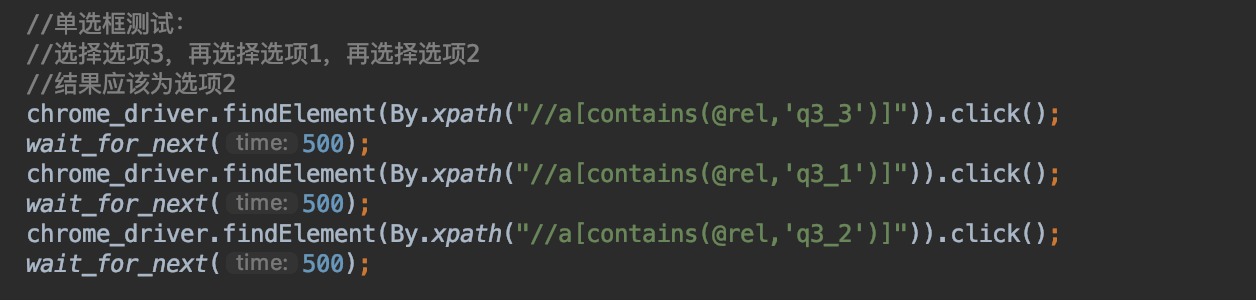 //单选框测试：
//选择选项3，再选择选项1，再选择选项2
//结果应该为选项2
chrome_driver.findElement(By.xpath("//a[contains(@rel,'q3_3')]")).click();
wait_for_next( time: 500);
chrome_driver.findElement(By.xpath("//a[contains(@rel,'q3_1')]")).click();
wait_for_next( time: 500);
chrome_driver.findElement(By.xpath("//a[contains(@rel,'q3_2')]")).click();
wait_for_next( time: 500);